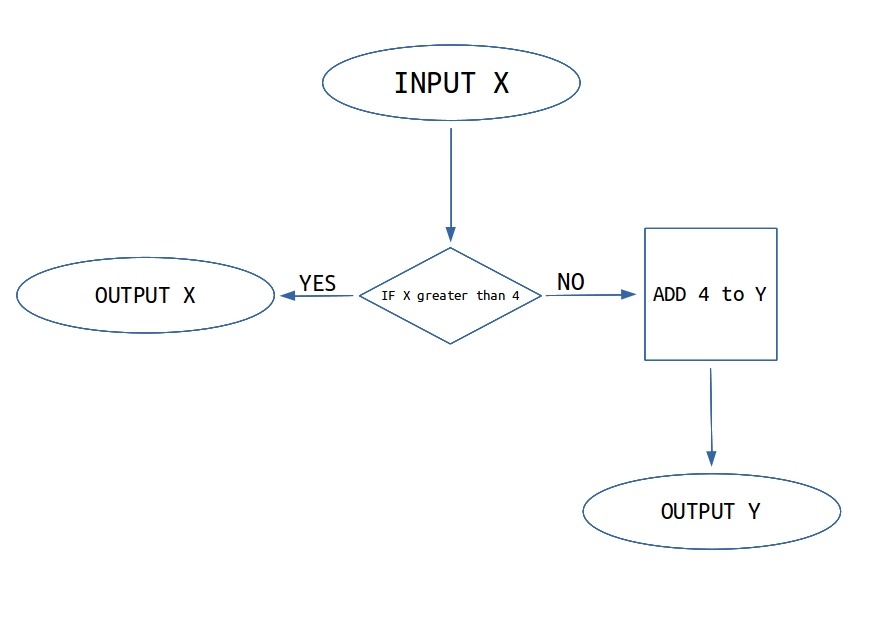 INPUT X
IF X greater than 4
YES
OUTPUT X
NO
ADD 4 to Y
OUTPUT Y